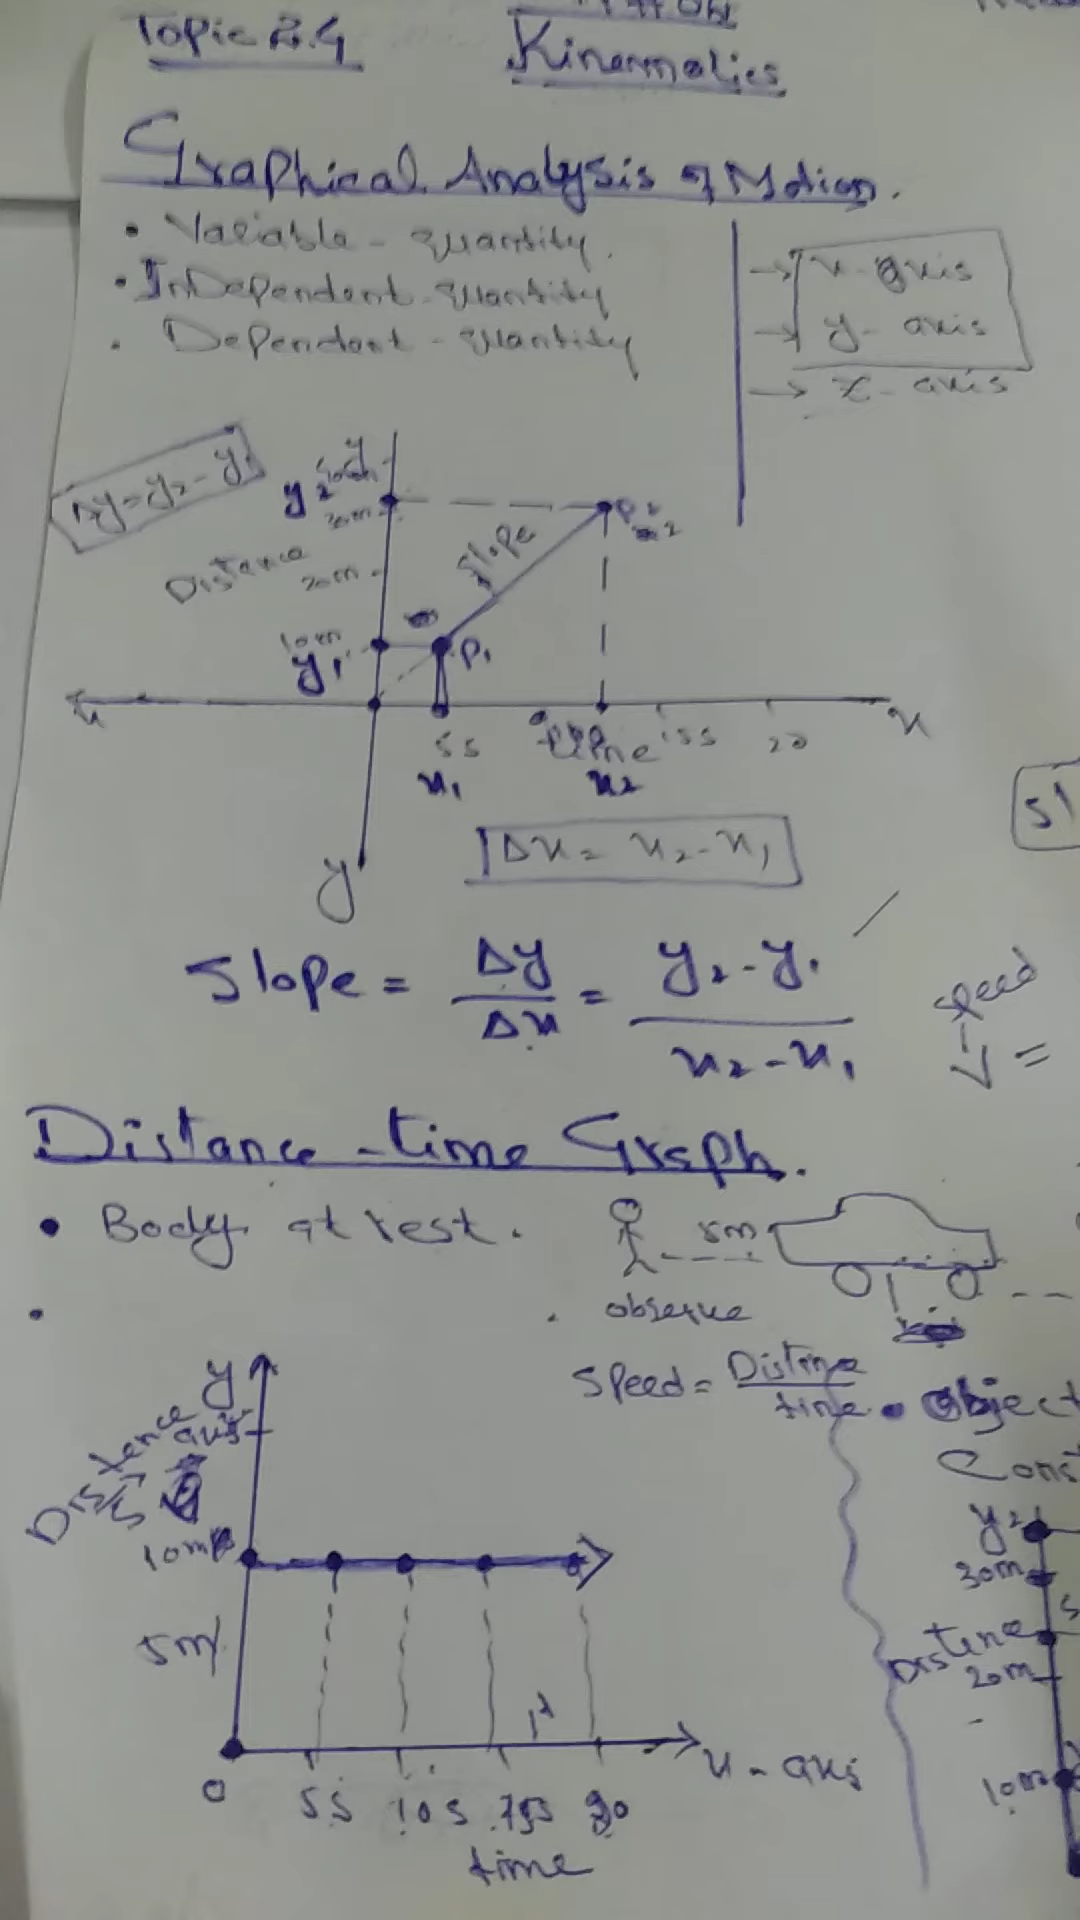 Topic 2.4
Kinematics
Graphical Analysis of Motion.
• Variable - quantity.
• InDependent - quantity
• Dependent - quantity
→ x-axis
→ y-axis
→ z-axis
Δy=y₂-y₁
y
y₂
30m
Distance
20m
10m
y₁
Slope
P₂
P₁
x
x
5s
time
15s
20
x₁
x₂
Δx = x₂-x₁
y
Slope = Δy/Δx = y₂-y₁/x₂-x₁
speed
v =
Distance -time Graph.
• Body at rest.
5m
observe
Speed = Distance/time
• Object
Cons
y
axis
Distance
10m
5m
0
5s
10s
15s
20
x-axis
time
y₂
30m
Distance
20m
10m